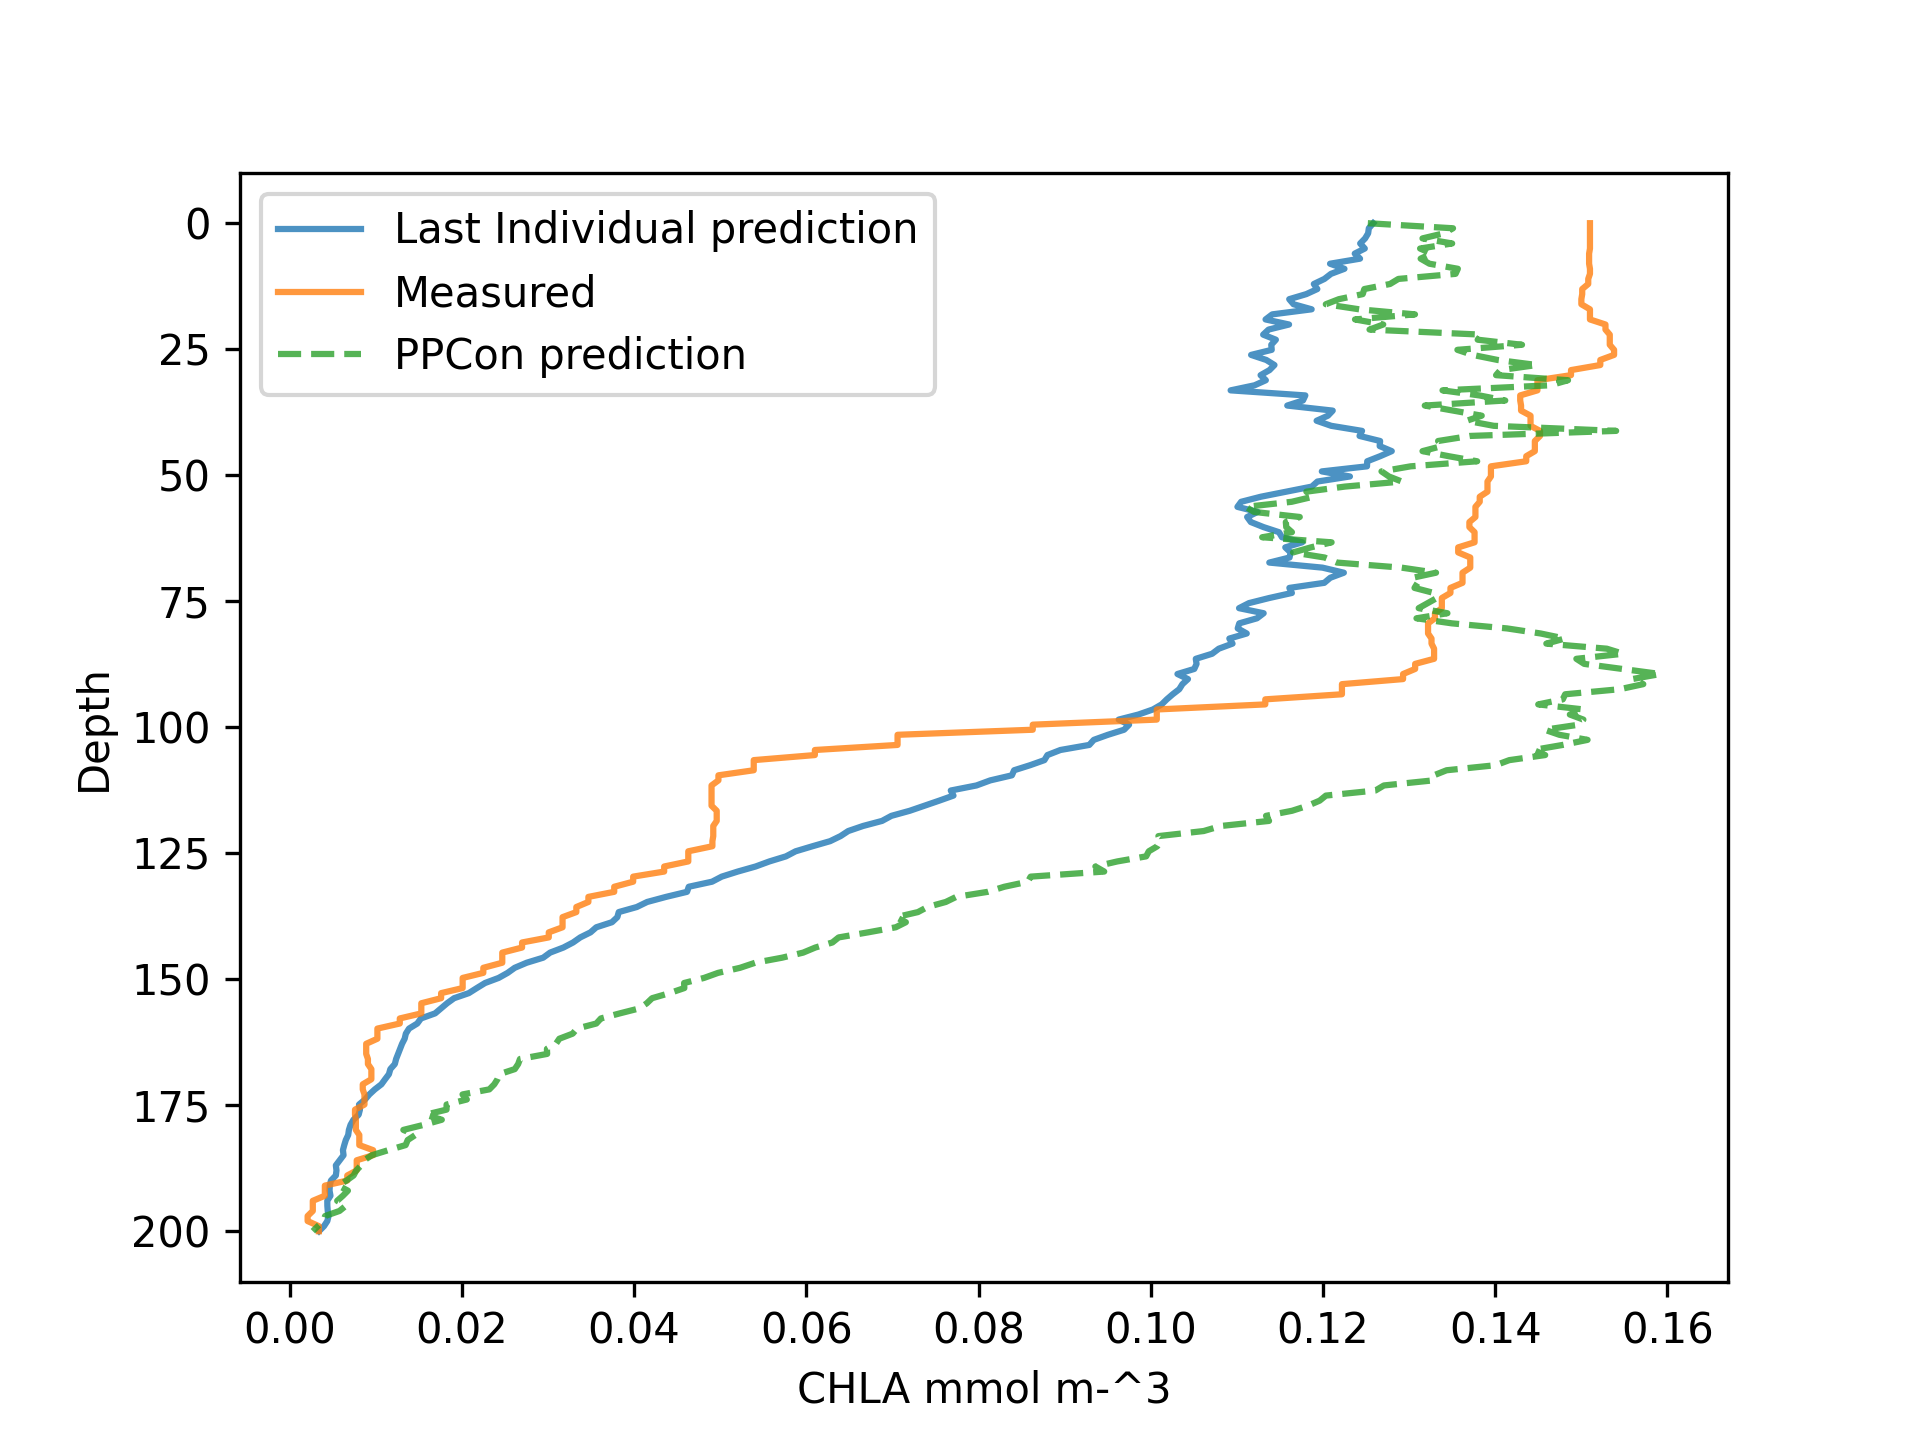 Last Individual prediction
Measured
PPCon prediction
0
25
50
75
100
125
150
175
200
Depth
0.00 0.02 0.04 0.06 0.08 0.10 0.12 0.14 0.16
CHLA mmol m-^3